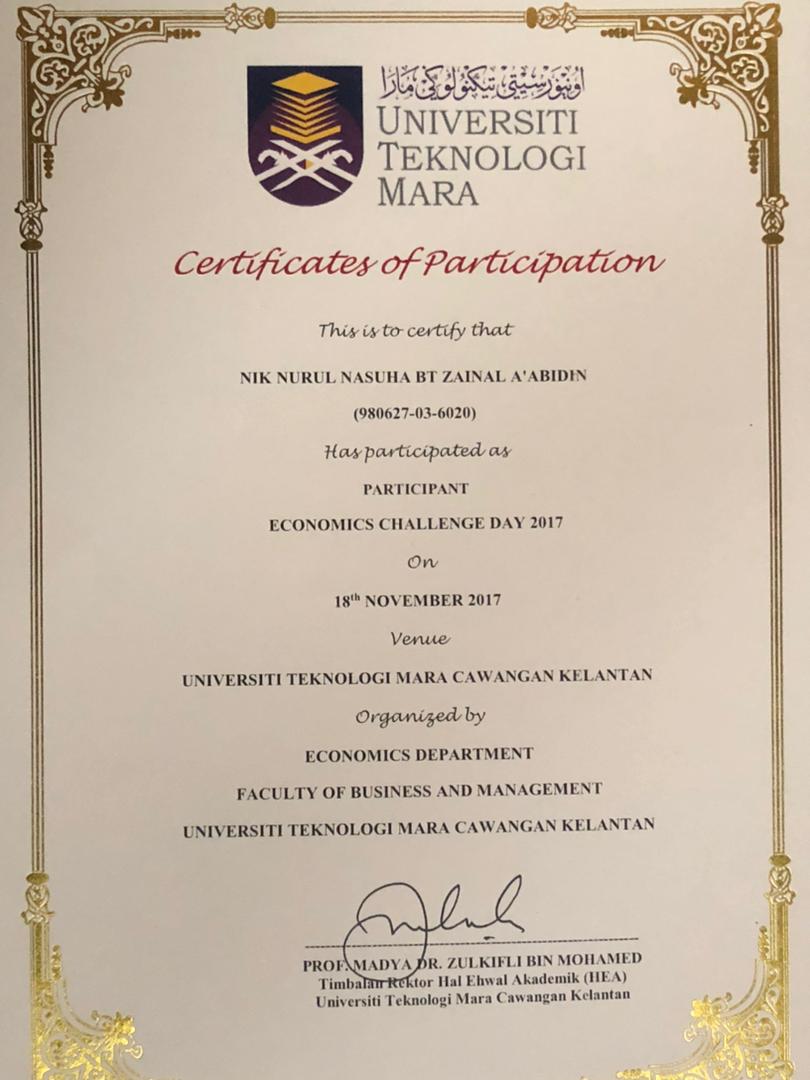 اونيۏرسيتي تيكنولوݢي مارا
UNIVERSITI
TEKNOLOGI
MARA
Certificates of Participation
This is to certify that
NIK NURUL NASUHA BT ZAINAL A'ABIDIN
(980627-03-6020)
Has participated as
PARTICIPANT
ECONOMICS CHALLENGE DAY 2017
On
18th NOVEMBER 2017
Venue
UNIVERSITI TEKNOLOGI MARA CAWANGAN KELANTAN
Organized by
ECONOMICS DEPARTMENT
FACULTY OF BUSINESS AND MANAGEMENT
UNIVERSITI TEKNOLOGI MARA CAWANGAN KELANTAN
PROF. MADYA DR. ZULKIFLI BIN MOHAMED
Timbalan Rektor Hal Ehwal Akademik (HEA)
Universiti Teknologi Mara Cawangan Kelantan